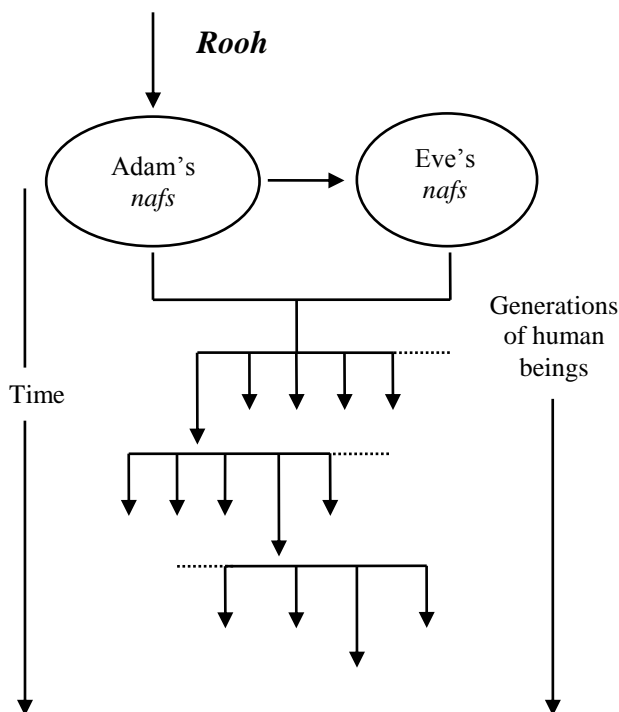 Rooh
Adam’s
nafs
Eve’s
nafs
Generations
of human
beings
Time